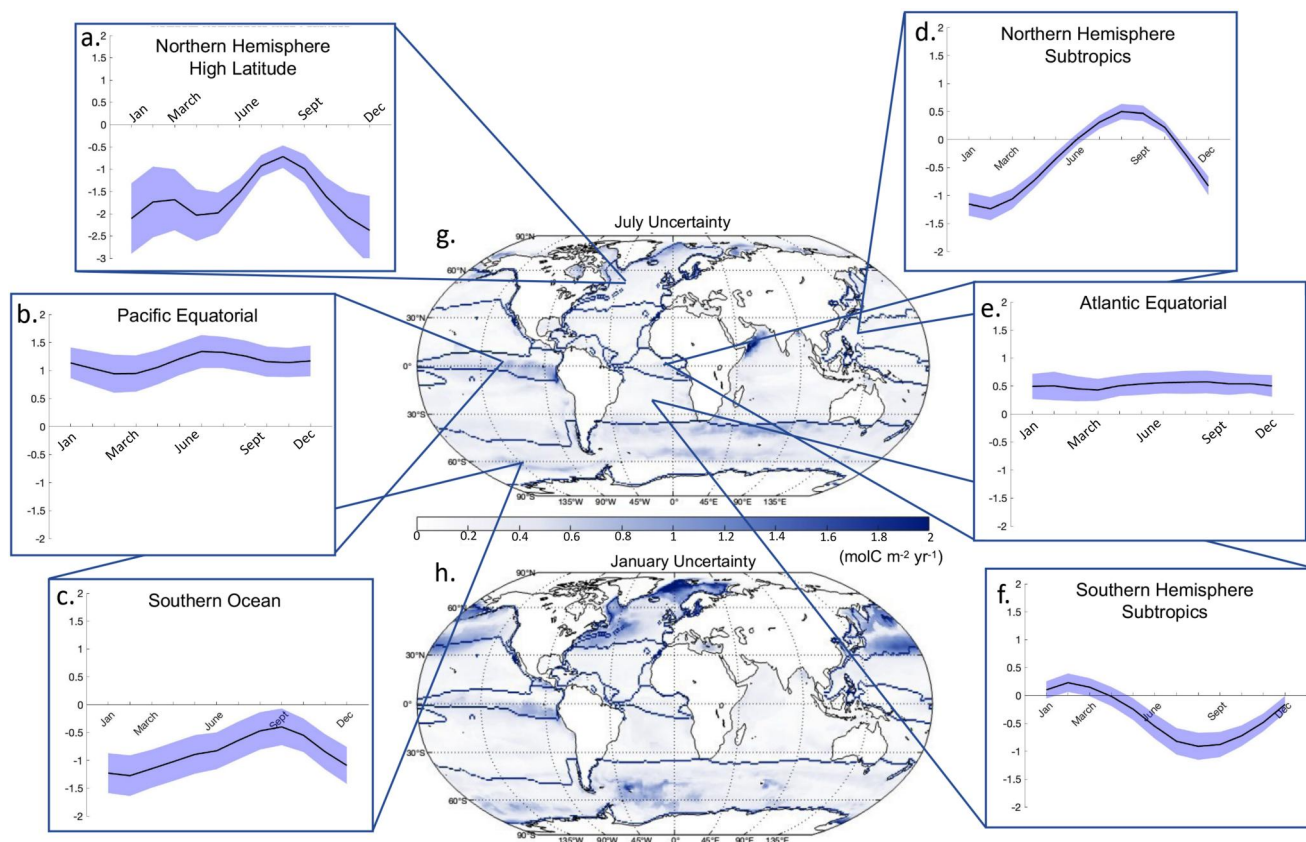 a.
Northern Hemisphere
High Latitude
2
1.5
1
0.5
0
-0.5
-1
-1.5
-2
-2.5
-3
Jan
March
June
Sept
Dec
b.
Pacific Equatorial
2
1.5
1
0.5
0
0.5
-1
-1.5
-2
Jan
March
June
Sept
Dec
c.
Southern Ocean
2
1.5
1
0.5
0
-0.5
-1
-1.5
-2
Jan
March
June
Sept
Dec
g.
July Uncertainty
90°N
60°N
30°N
0°
30°S
60°S
90°S
135°W
90°W
45°W
0°
45°E
90°E
135°E
0
0.2
0.4
0.6
0.8
1
1.2
1.4
1.6
1.8
2
(molC m⁻² yr⁻¹)
h.
January Uncertainty
90°N
60°N
30°N
0°
30°S
60°S
90°S
135°W
90°W
45°W
0°
45°E
90°E
135°E
d.
Northern Hemisphere
Subtropics
2
1.5
1
0.5
0
-0.5
-1
-1.5
-2
Jan
March
June
Sept
Dec
e.
Atlantic Equatorial
2
1.5
1
0.5
0
0.5
-1
-1.5
-2
Jan
March
June
Sept
Dec
f.
Southern Hemisphere
Subtropics
2
1.5
1
0.5
0
-0.5
-1
-1.5
-2
Jan
March
June
Sept
Dec